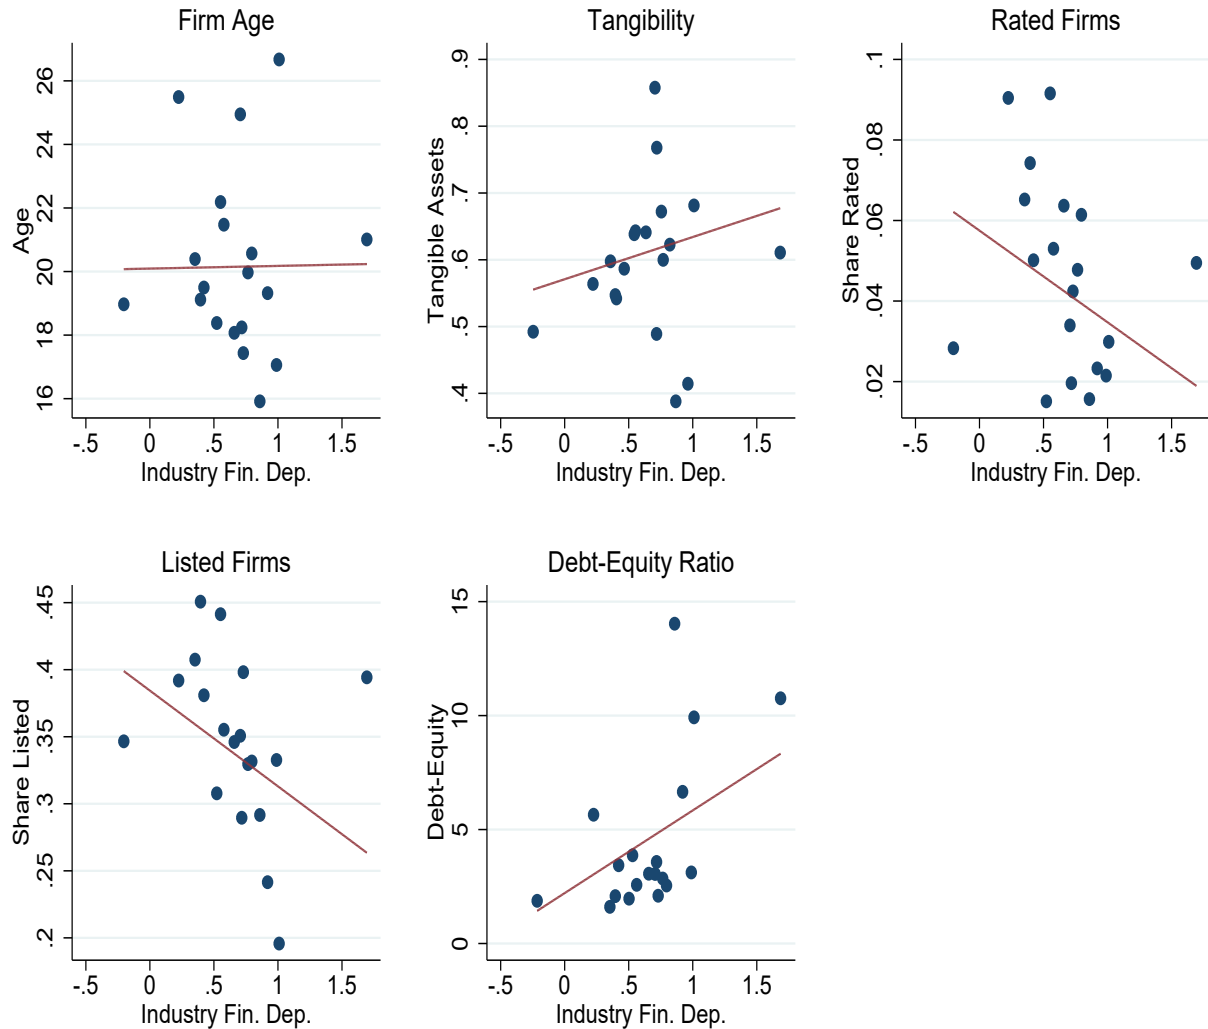 Firm Age
Age
26
24
22
20
18
16
-.5 0 .5 1 1.5
Industry Fin. Dep.
Tangibility
Tangible Assets
.9
.8
.7
.6
.5
.4
-.5 0 .5 1 1.5
Industry Fin. Dep.
Rated Firms
Share Rated
.1
.08
.06
.04
.02
-.5 0 .5 1 1.5
Industry Fin. Dep.
Listed Firms
Share Listed
.45
.4
.35
.3
.25
.2
-.5 0 .5 1 1.5
Industry Fin. Dep.
Debt-Equity Ratio
Debt-Equity
15
10
5
0
-.5 0 .5 1 1.5
Industry Fin. Dep.